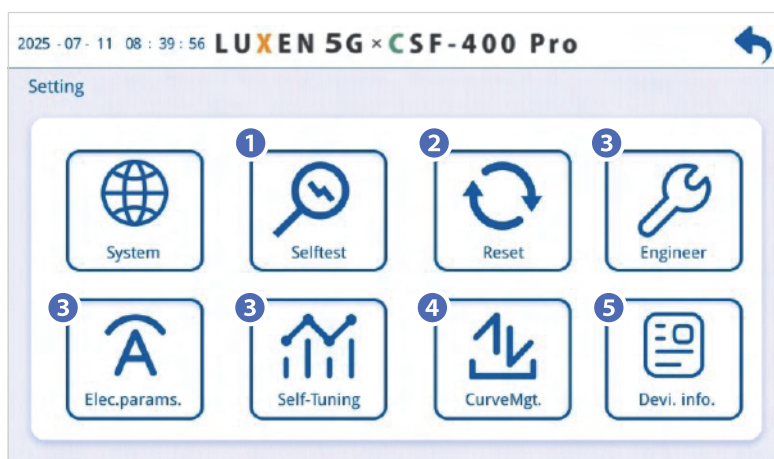 2025 - 07 - 11 08 : 39 : 56 LUXEN 5G × CSF-400 Pro
Setting
1 2 3
System Selftest Reset Engineer
3 3 4 5
A
Elec.params. Self-Tuning CurveMgt. Devi. info.